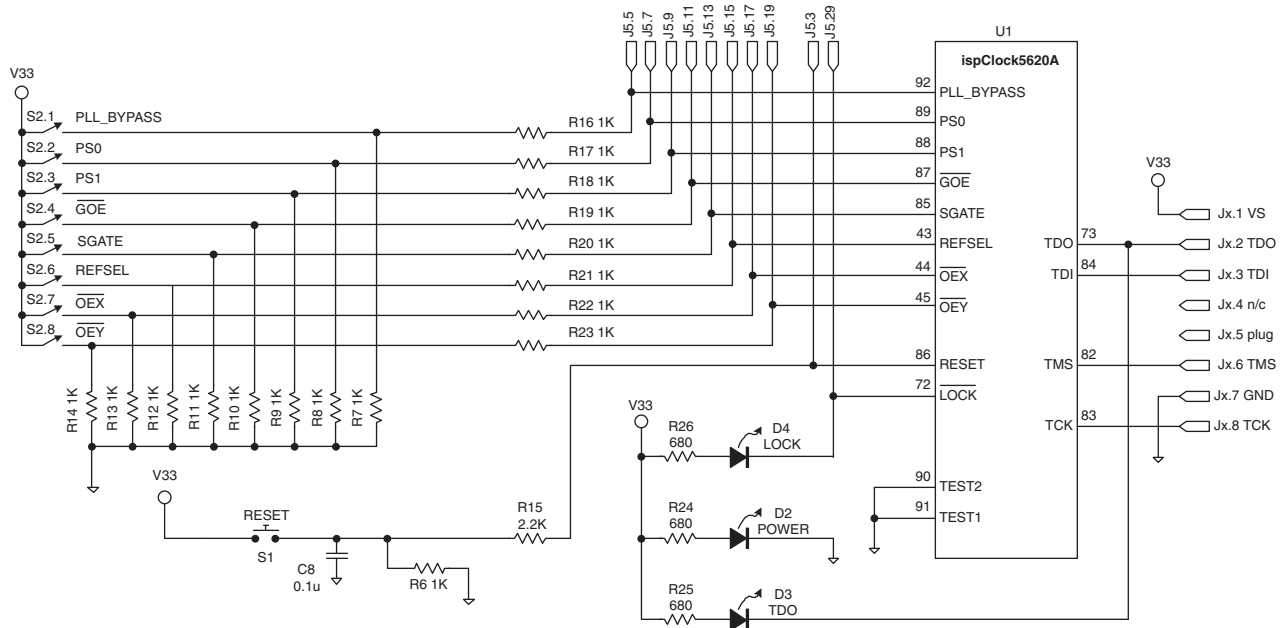 J5.5
J5.7
J5.9
J5.11
J5.13
J5.15
J5.17
J5.19
J5.3
J5.29
U1
ispClock5620A
V33
S2.1 PLL_BYPASS
R16 1K
92 PLL_BYPASS
S2.2 PS0
R17 1K
89 PS0
S2.3 PS1
R18 1K
88 PS1
S2.4 GOE
R19 1K
87 GOE
S2.5 SGATE
R20 1K
85 SGATE
S2.6 REFSEL
R21 1K
43 REFSEL
S2.7 OEX
R22 1K
44 OEX
S2.8 OEY
R23 1K
45 OEY
86 RESET
72 LOCK
90 TEST2
91 TEST1
TDO 73
TDI 84
TMS 82
TCK 83
V33
Jx.1 VS
Jx.2 TDO
Jx.3 TDI
Jx.4 n/c
Jx.5 plug
Jx.6 TMS
Jx.7 GND
Jx.8 TCK
R14 1K
R13 1K
R12 1K
R11 1K
R10 1K
R9 1K
R8 1K
R7 1K
V33
RESET
S1
C8
0.1u
R6 1K
R15
2.2K
V33
R26
680
D4
LOCK
R24
680
D2
POWER
R25
680
D3
TDO